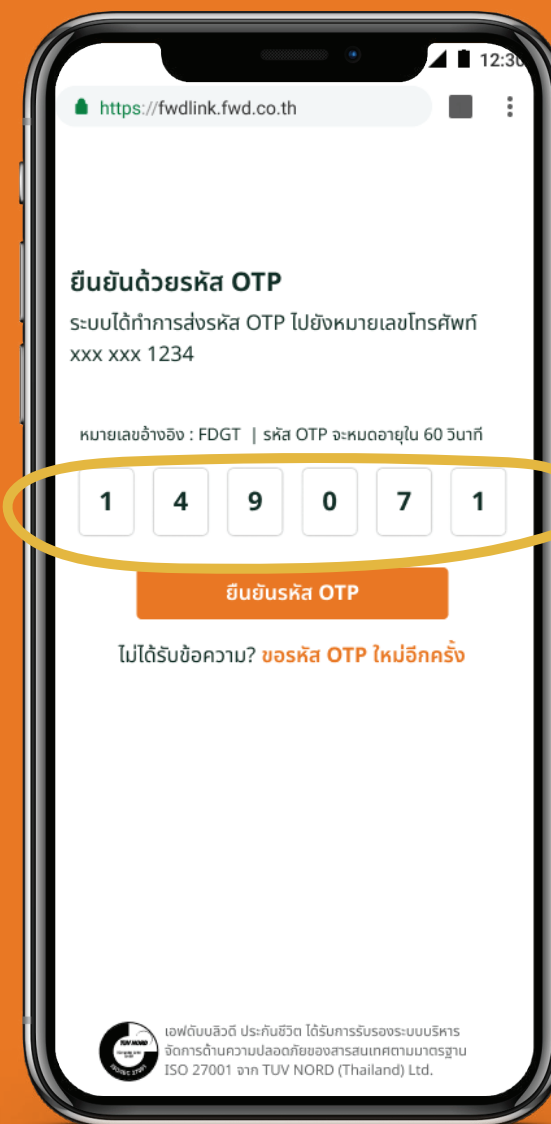 12:30
https://fwdlink.fwd.co.th
ยืนยันด้วยรหัส OTP
ระบบได้ทำการส่งรหัส OTP ไปยังหมายเลขโทรศัพท์
xxx xxx 1234
หมายเลขอ้างอิง : FDGT | รหัส OTP จะหมดอายุใน 60 วินาที
1 4 9 0 7 1
ยืนยันรหัส OTP
ไม่ได้รับข้อความ? ขอรหัส OTP ใหม่อีกครั้ง
TUV NORD
เอฟดับบลิวดี ประกันชีวิต ได้รับการรับรองระบบบริหาร
จัดการด้านความปลอดภัยของสารสนเทศตามมาตรฐาน
ISO 27001 จาก TUV NORD (Thailand) Ltd.